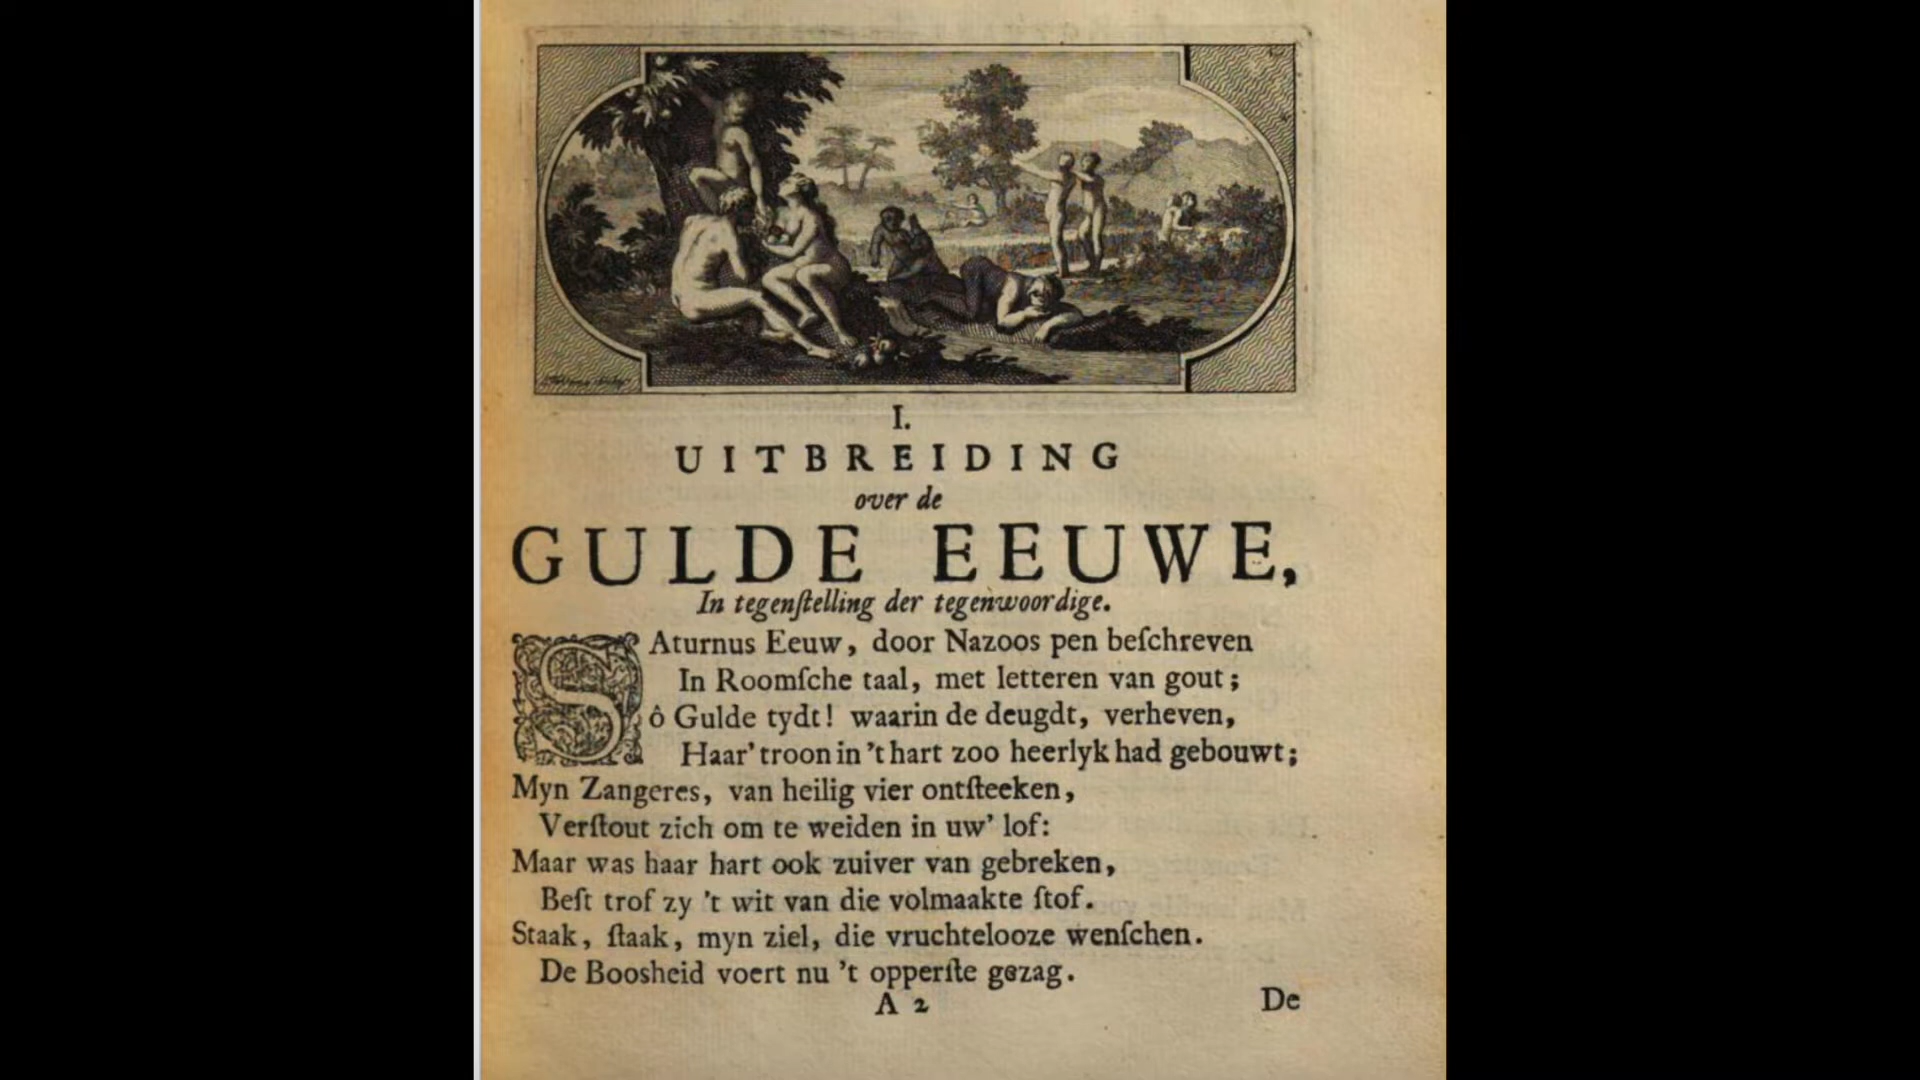 I.
UITBREIDING
over de
GULDE EEUWE,
In tegenſtelling der tegenwoordige.
SAturnus Eeuw, door Nazoos pen beſchreven
In Roomſche taal, met letteren van gout;
ô Gulde tydt! waarin de deugdt, verheven,
Haar' troon in 't hart zoo heerlyk had gebouwt;
Myn Zangeres, van heilig vier ontſteeken,
Verſtout zich om te weiden in uw' lof:
Maar was haar hart ook zuiver van gebreken,
Beſt trof zy 't wit van die volmaakte ſtof.
Staak, ſtaak, myn ziel, die vruchtelooze wenſchen.
De Boosheid voert nu 't opperſte gezag.
A 2 De